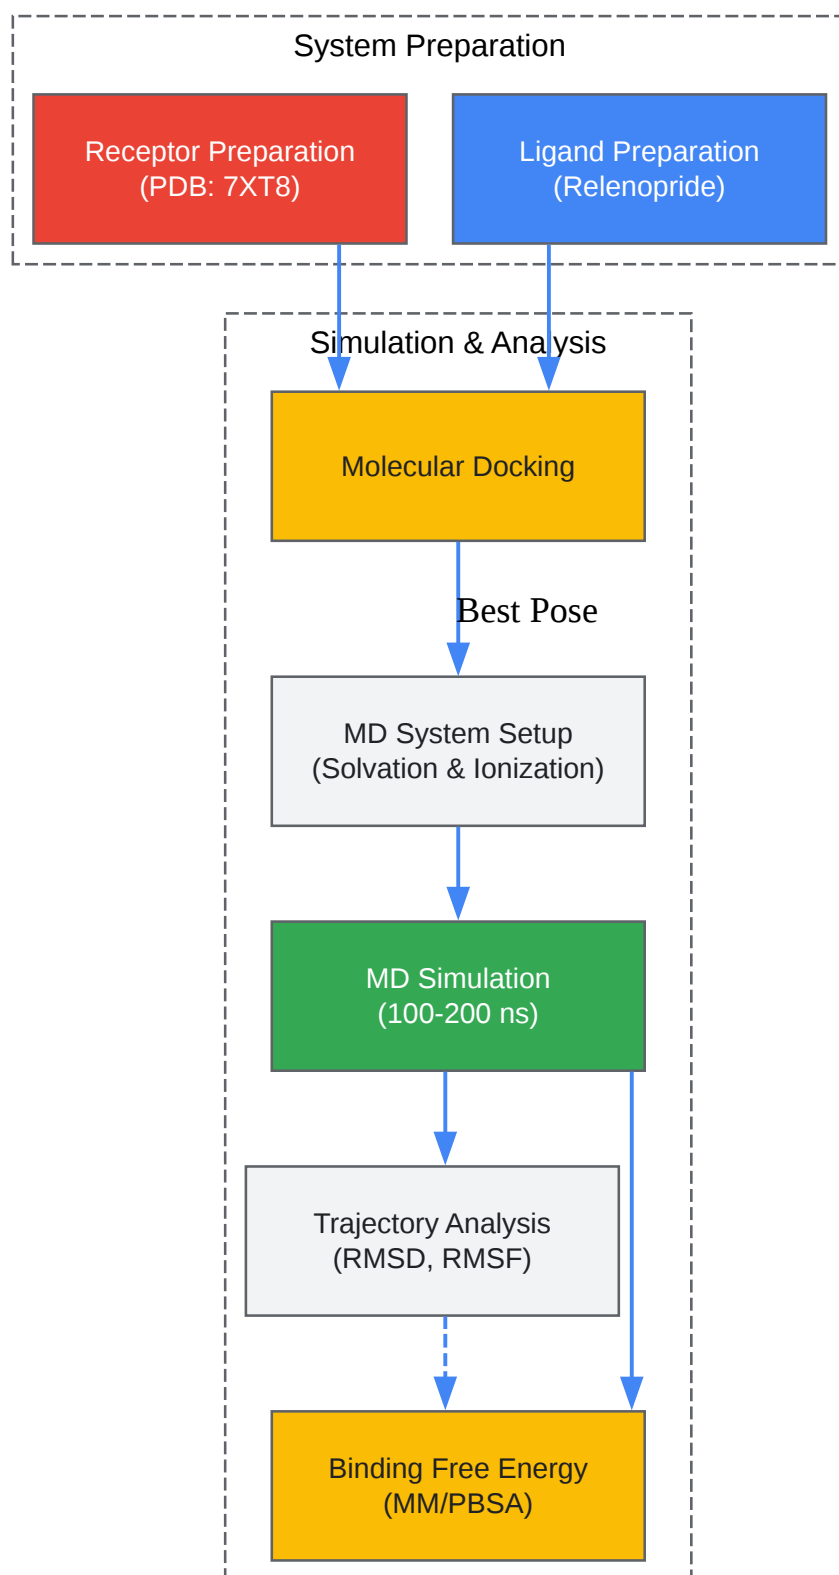 System Preparation
Receptor Preparation
(PDB: 7XT8)
Ligand Preparation
(Relenopride)
Simulation & Analysis
Molecular Docking
Best Pose
MD System Setup
(Solvation & Ionization)
MD Simulation
(100-200 ns)
Trajectory Analysis
(RMSD, RMSF)
Binding Free Energy
(MM/PBSA)